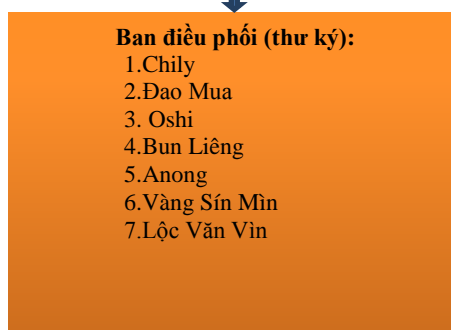 Ban điều phối (thư ký):
1.Chily
2.Đao Mua
3. Oshi
4.Bun Liêng
5.Anong
6.Vàng Sín Mìn
7.Lộc Văn Vìn